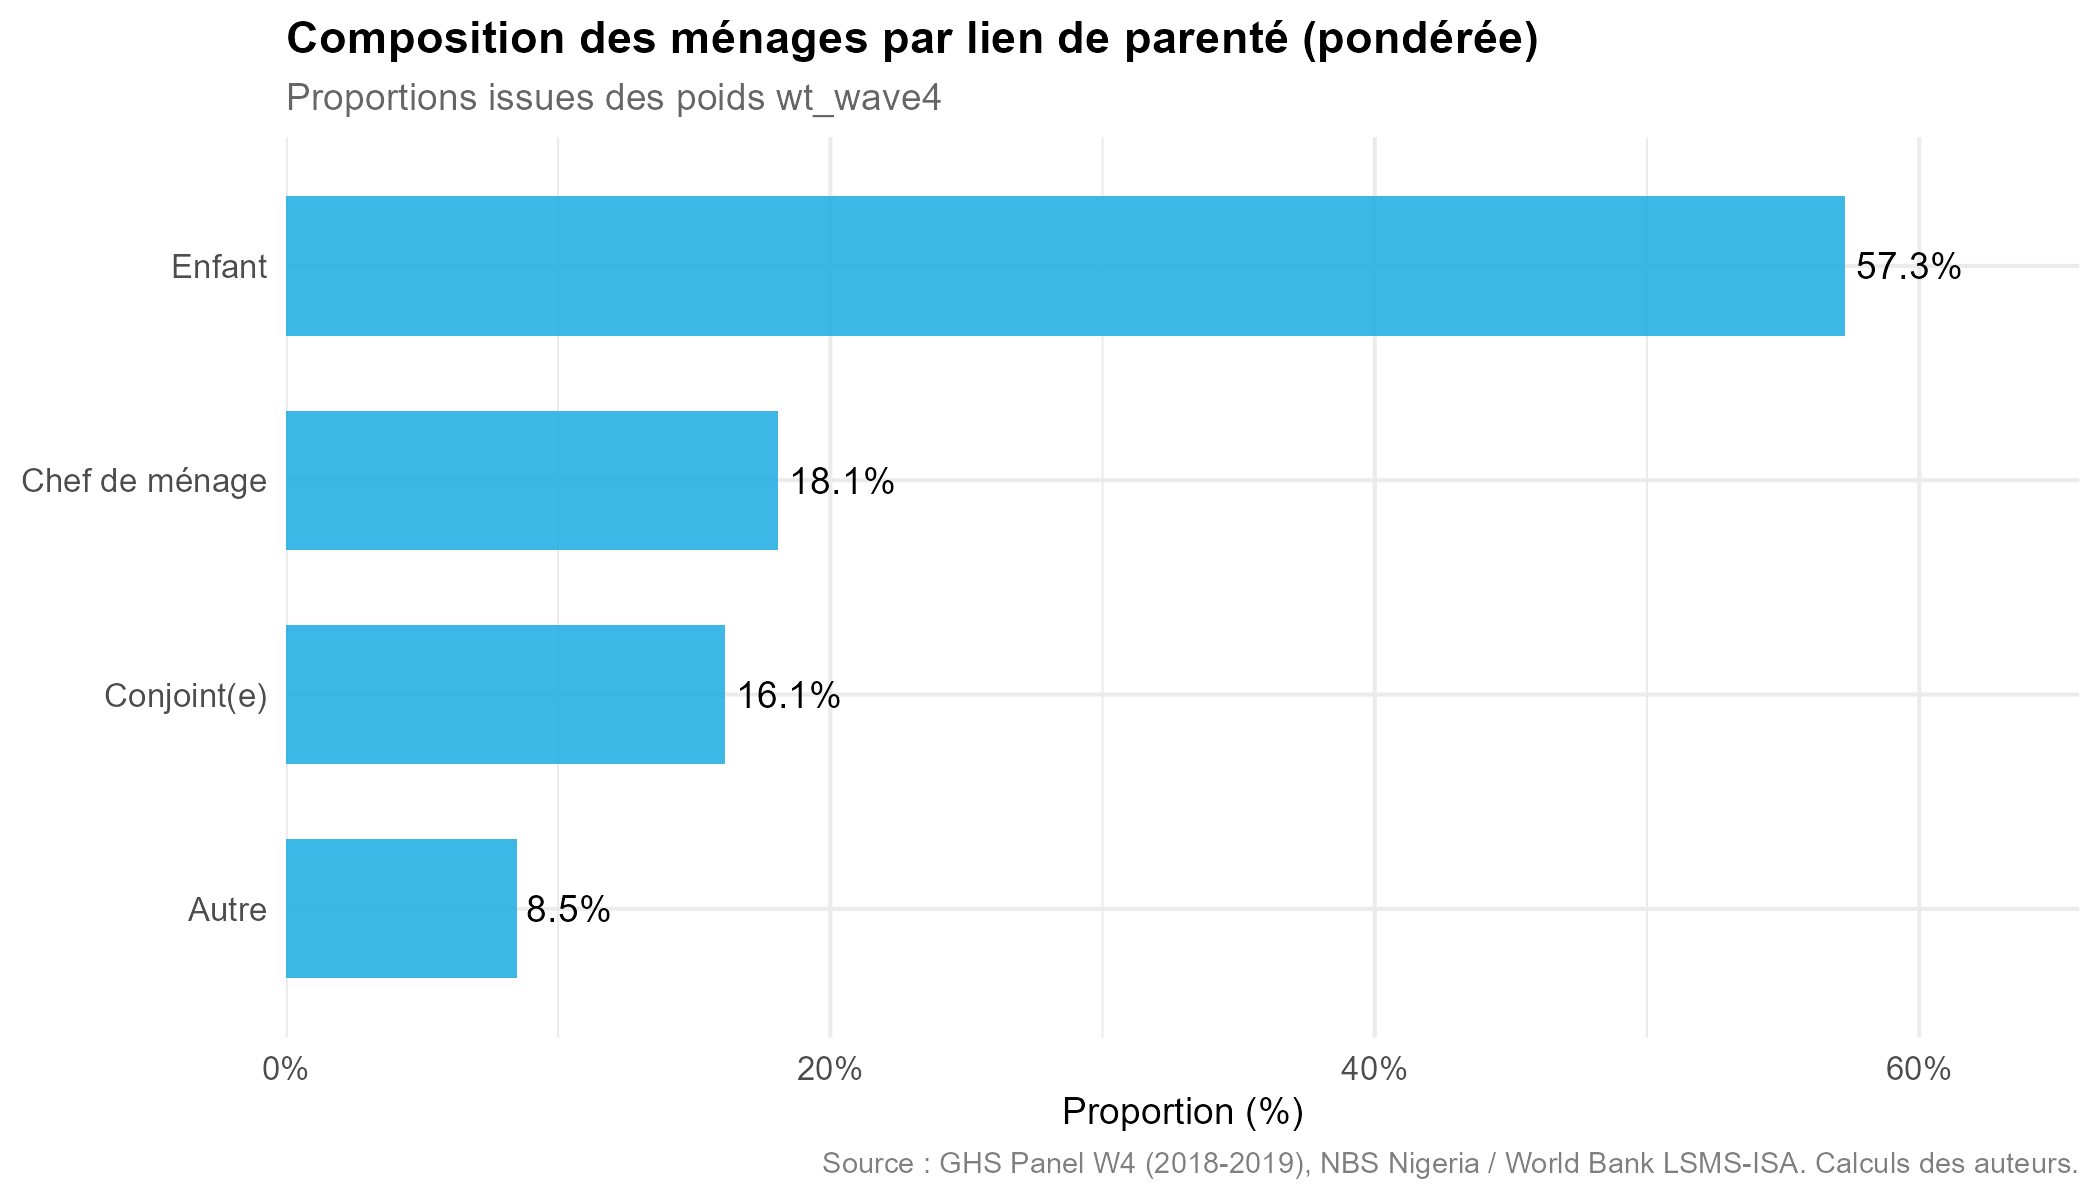 Composition des ménages par lien de parenté (pondérée)
Proportions issues des poids wt_wave4
Enfant
57.3%
Chef de ménage
18.1%
Conjoint(e)
16.1%
Autre
8.5%
0%
20%
40%
60%
Proportion (%)
Source : GHS Panel W4 (2018-2019), NBS Nigeria / World Bank LSMS-ISA. Calculs des auteurs.